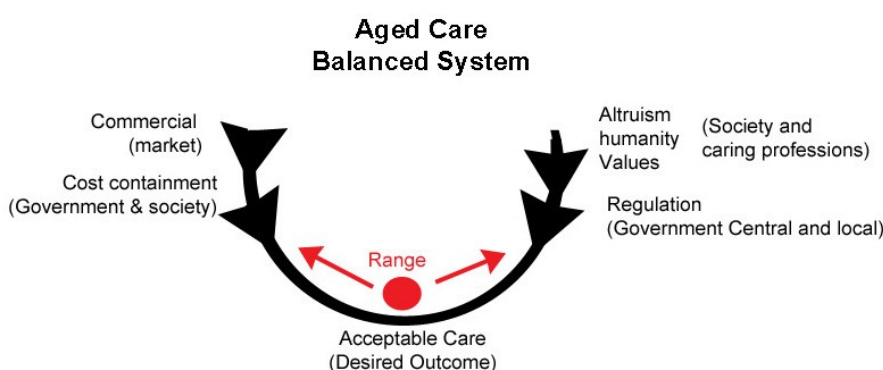 Aged Care
Balanced System
Commercial
(market)
Cost containment
(Government & society)
Altruism
humanity
Values
(Society and
caring professions)
Regulation
(Government Central and local)
Range
Acceptable Care
(Desired Outcome)